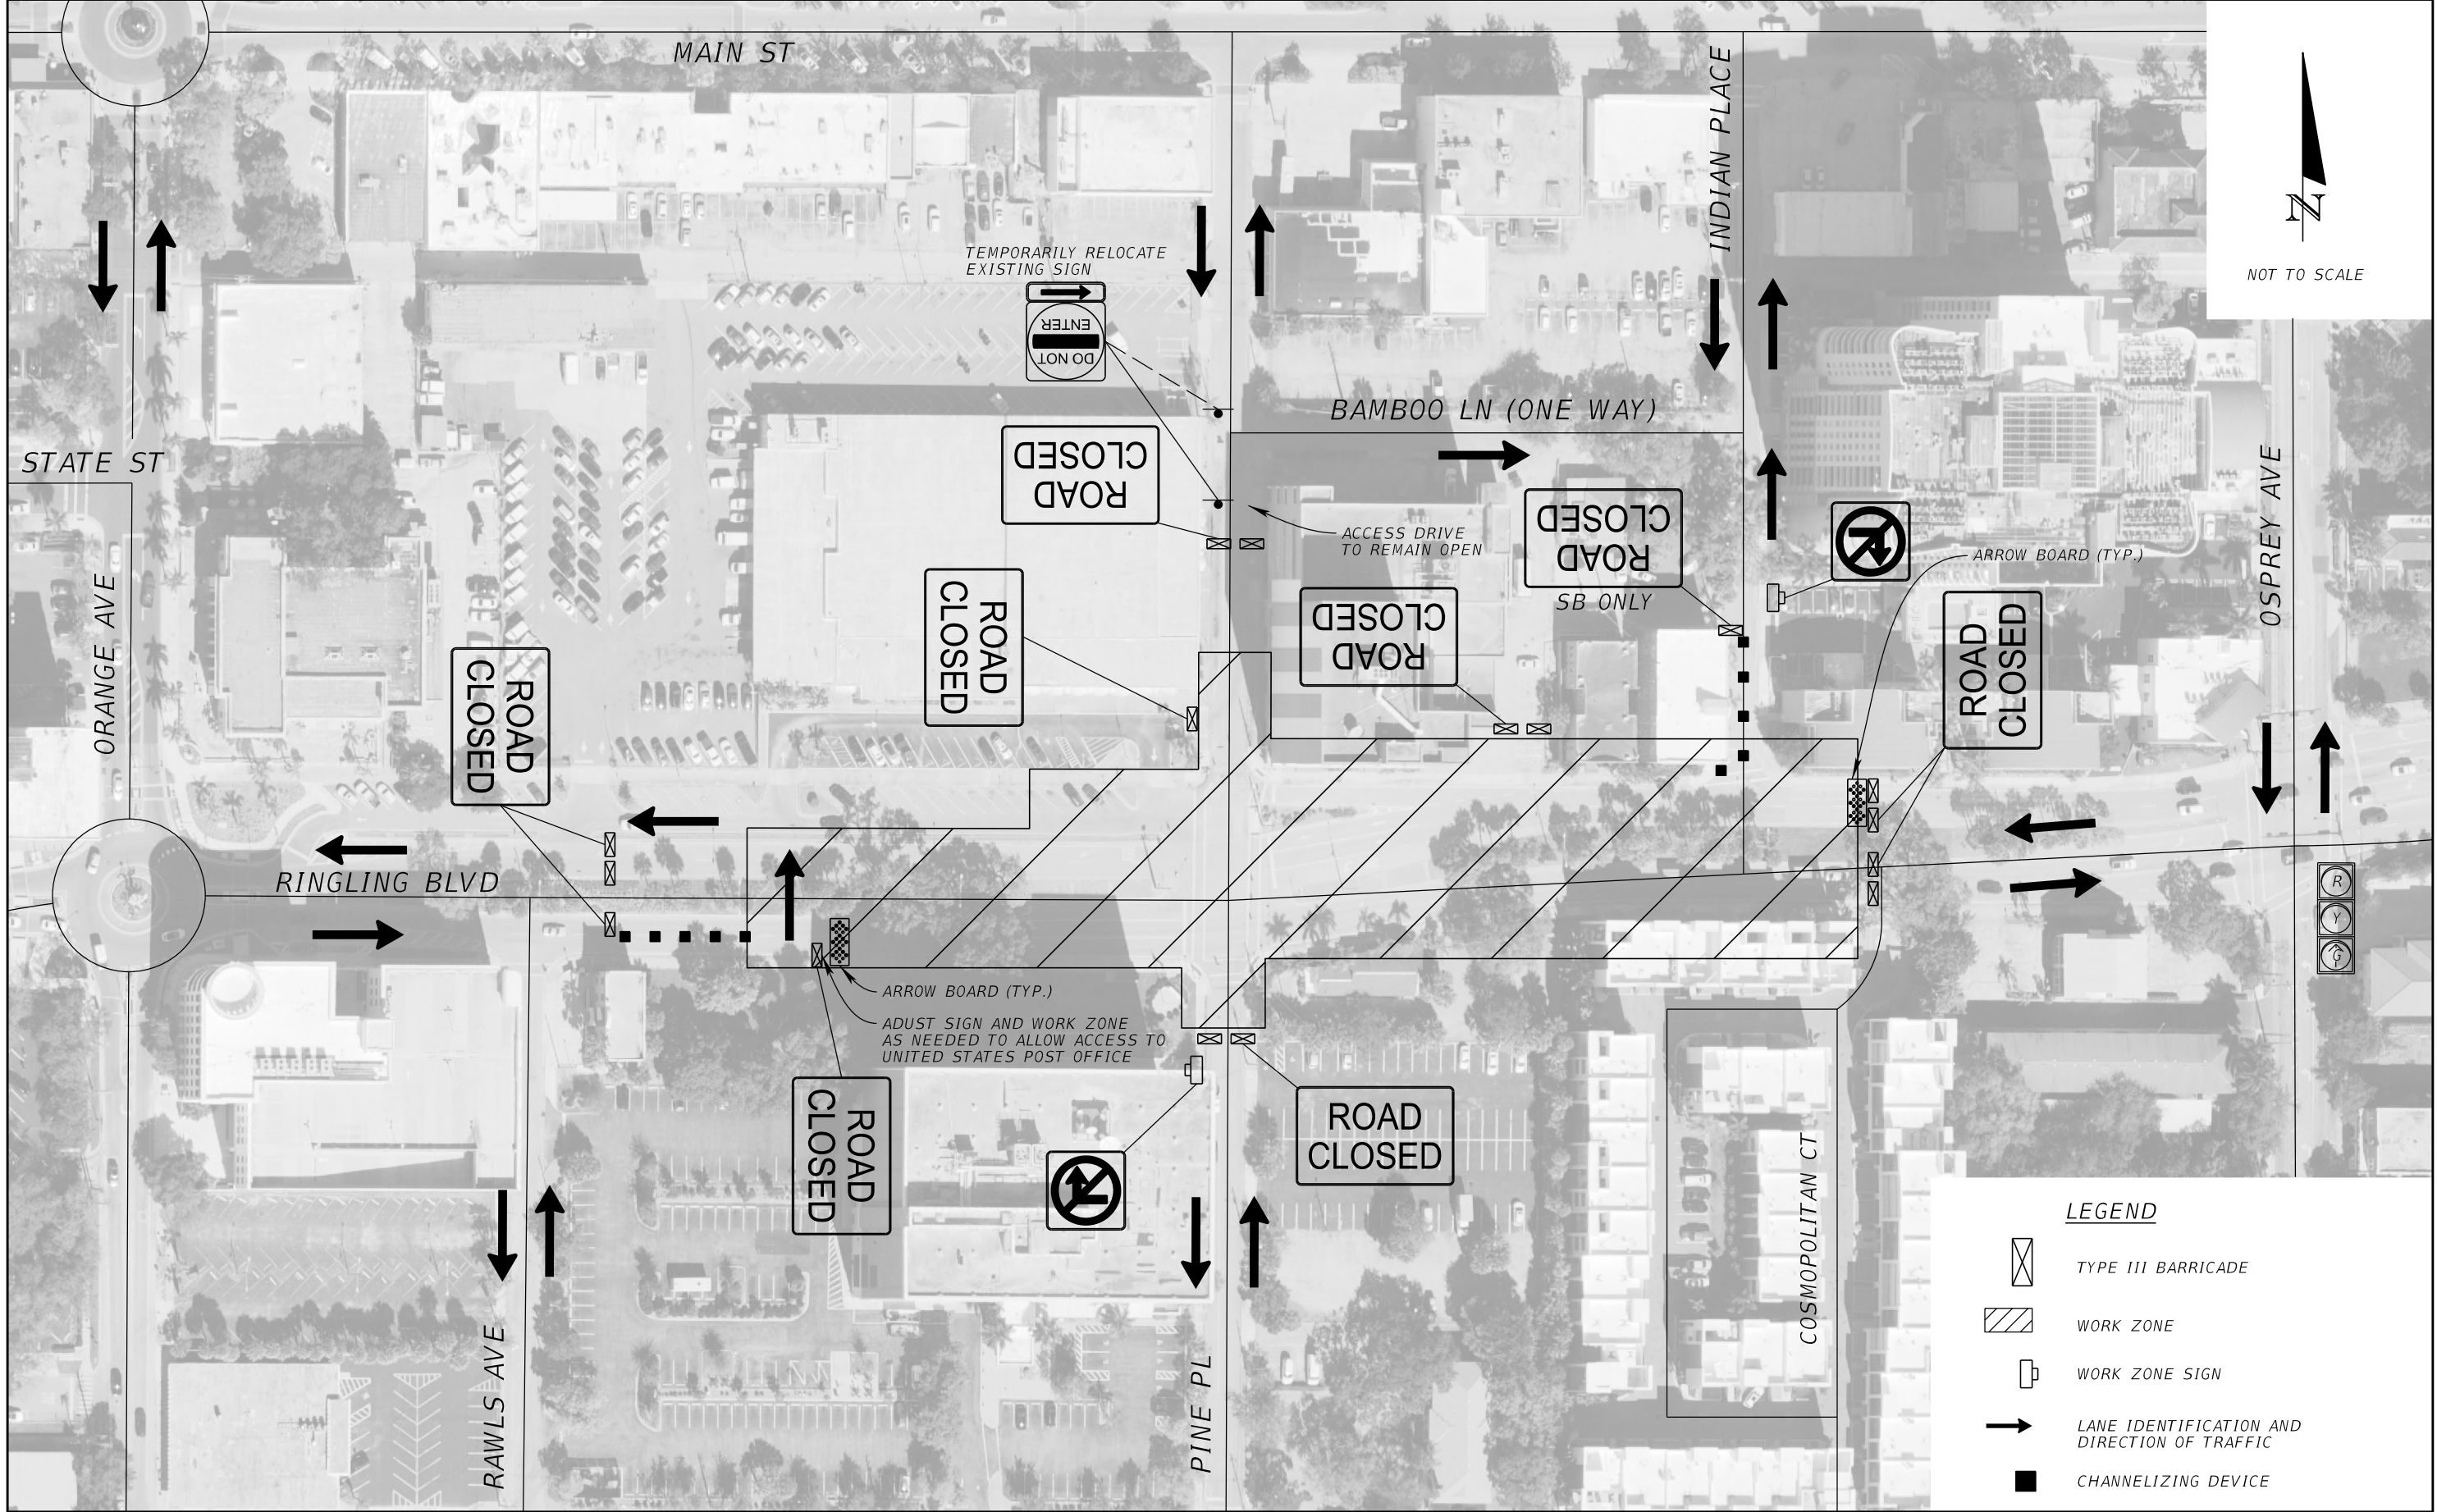 MAIN ST
INDIAN PLACE
N
NOT TO SCALE
TEMPORARILY RELOCATE
EXISTING SIGN
DO NOT
ENTER
BAMBOO LN (ONE WAY)
STATE ST
ROAD
CLOSED
ACCESS DRIVE
TO REMAIN OPEN
ROAD
CLOSED
SB ONLY
ARROW BOARD (TYP.)
OSPREY AVE
ORANGE AVE
ROAD
CLOSED
ROAD
CLOSED
ROAD
CLOSED
ROAD
CLOSED
RINGLING BLVD
R
Y
G
ARROW BOARD (TYP.)
ADUST SIGN AND WORK ZONE
AS NEEDED TO ALLOW ACCESS TO
UNITED STATES POST OFFICE
ROAD
CLOSED
ROAD
CLOSED
COSMOPOLITAN CT
RAWLS AVE
PINE PL
LEGEND
TYPE III BARRICADE
WORK ZONE
WORK ZONE SIGN
LANE IDENTIFICATION AND
DIRECTION OF TRAFFIC
CHANNELIZING DEVICE